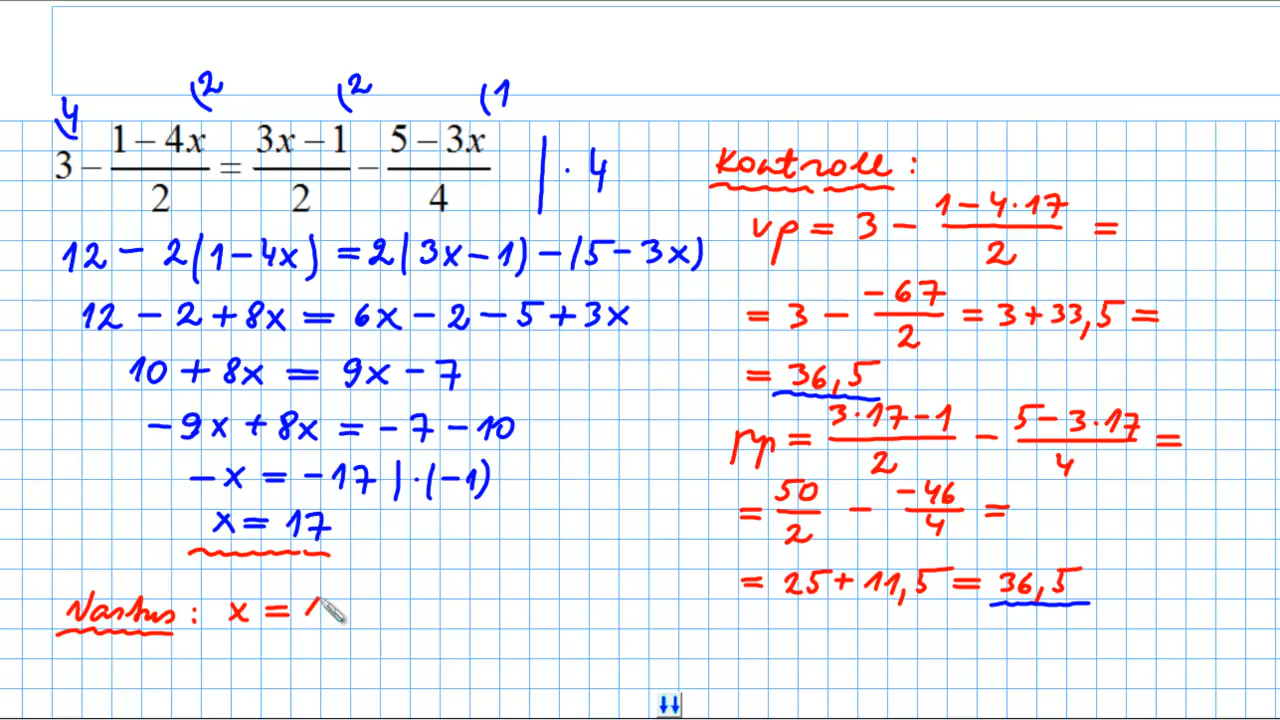 (4 (2 (2 (1
3 − (1 − 4x)/2 = (3x − 1)/2 − (5 − 3x)/4 | · 4
12 − 2(1 − 4x) = 2(3x − 1) − (5 − 3x)
12 − 2 + 8x = 6x − 2 − 5 + 3x
10 + 8x = 9x − 7
−9x + 8x = −7 − 10
−x = −17 | · (−1)
x = 17
Vastus: x =
Kontroll:
vp = 3 − (1 − 4 · 17)/2 =
= 3 − (−67)/2 = 3 + 33,5 =
= 36,5
pp = (3 · 17 − 1)/2 − (5 − 3 · 17)/4 =
= 50/2 − (−46)/4 =
= 25 + 11,5 = 36,5